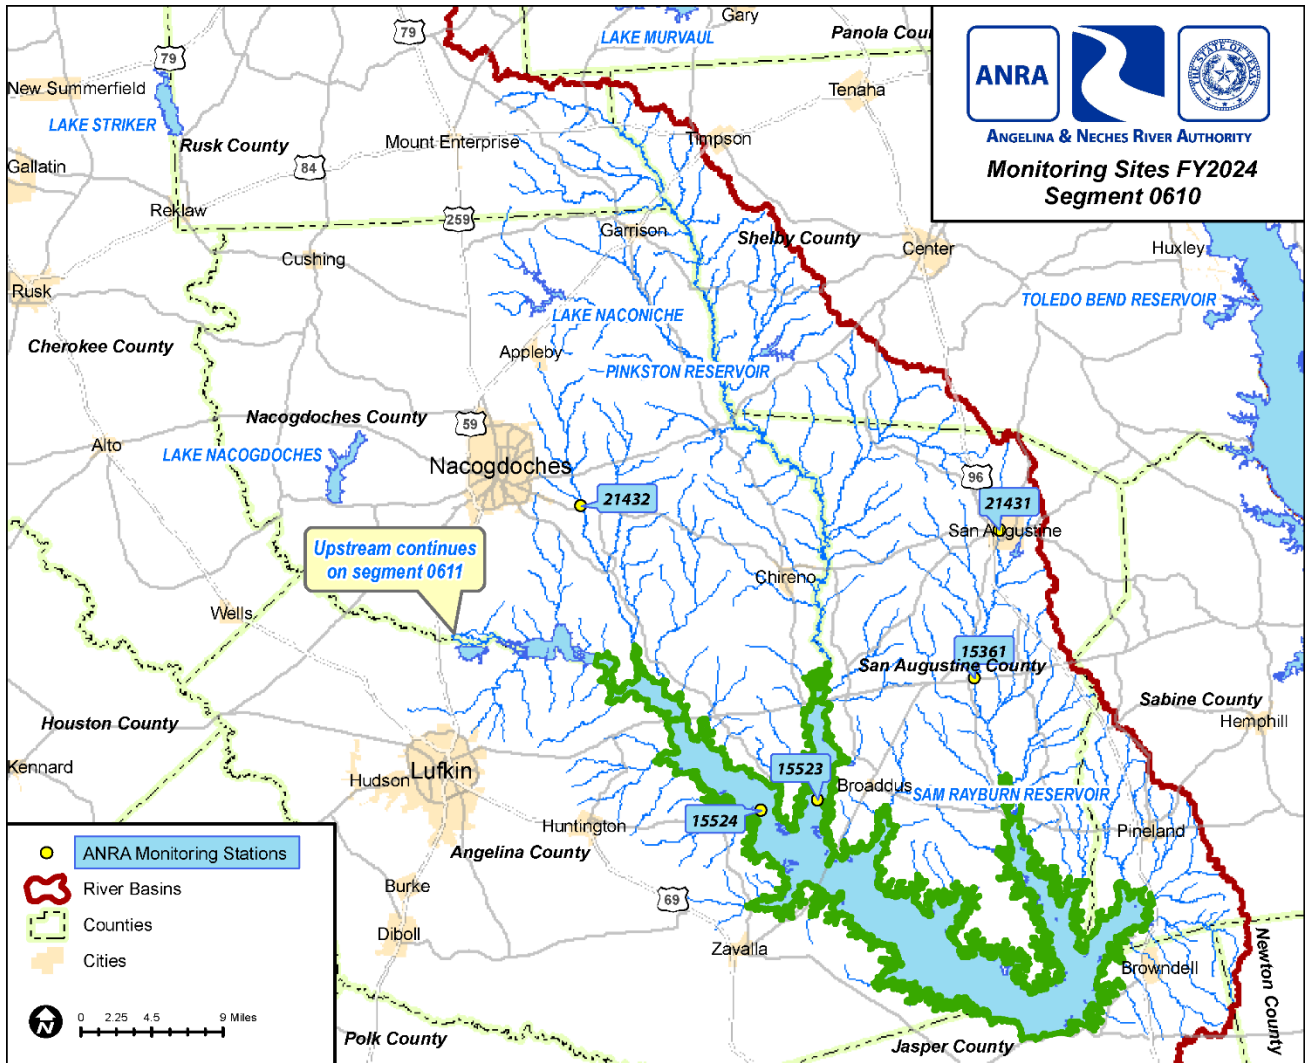 79
Gary
79
LAKE MURVAUL
Panola Cou
ANRA
THE STATE OF TEXAS
ANGELINA & NECHES RIVER AUTHORITY
Monitoring Sites FY2024
Segment 0610
New Summerfield
LAKE STRIKER
Tenaha
Rusk County
Mount Enterprise
Timpson
Gallatin
84
Reklaw
259
Garrison
Shelby County
Center
Huxley
Cushing
Rusk
LAKE NACONICHE
TOLEDO BEND RESERVOIR
Cherokee County
Appleby
PINKSTON RESERVOIR
Nacogdoches County
59
Alto
LAKE NACOGDOCHES
Nacogdoches
96
21432
21431
San Augustine
Upstream continues
on segment 0611
Chireno
Wells
15361
San Augustine County
Sabine County
Hemphill
Houston County
Kennard
Hudson
Lufkin
15523
Broaddus
SAM RAYBURN RESERVOIR
15524
Huntington
Pineland
Angelina County
ANRA Monitoring Stations
River Basins
Counties
Cities
Burke
69
Diboll
Zavalla
Browndell
Newton County
N
0 2.25 4.5 9 Miles
Polk County
Jasper County